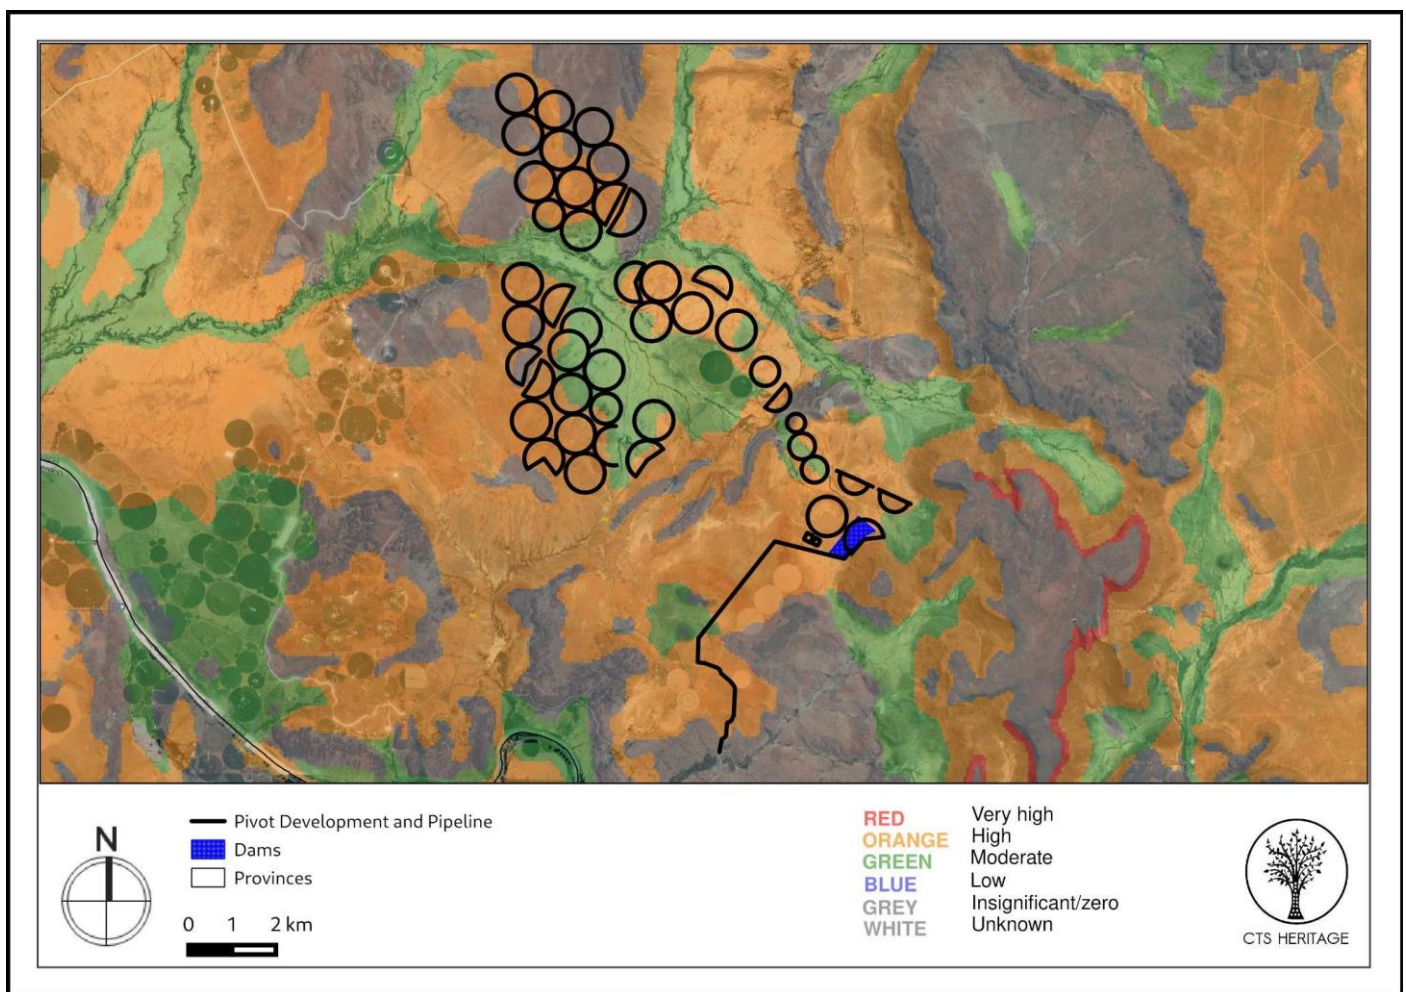 N
0 1 2 km
Pivot Development and Pipeline
Dams
Provinces
RED Very high
ORANGE High
GREEN Moderate
BLUE Low
GREY Insignificant/zero
WHITE Unknown
CTS HERITAGE